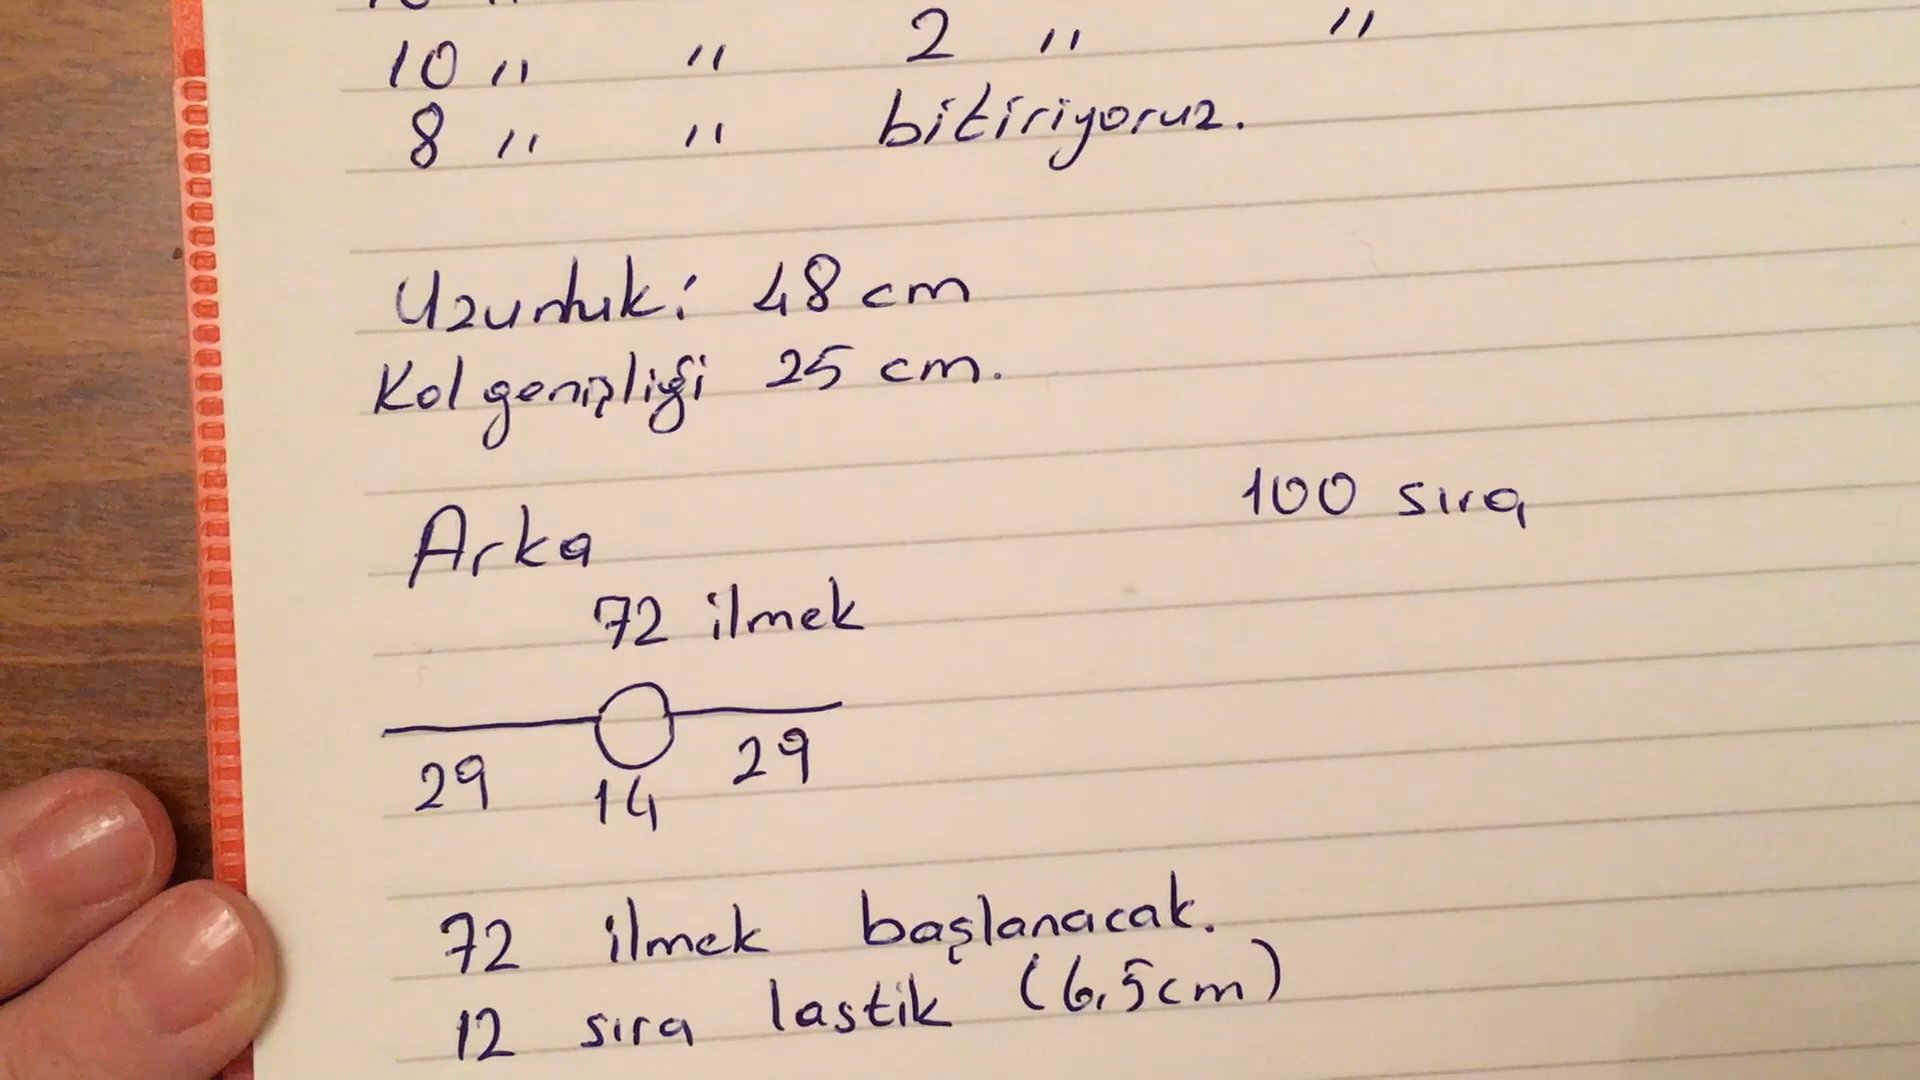 10 '' '' 2 '' ''
8 '' '' bitiriyoruz.
Uzunluk: 48 cm
Kol genişliği 25 cm.
100 sıra
Arka
72 ilmek
29 14 29
72 ilmek başlanacak.
12 sıra lastik (6,5cm)